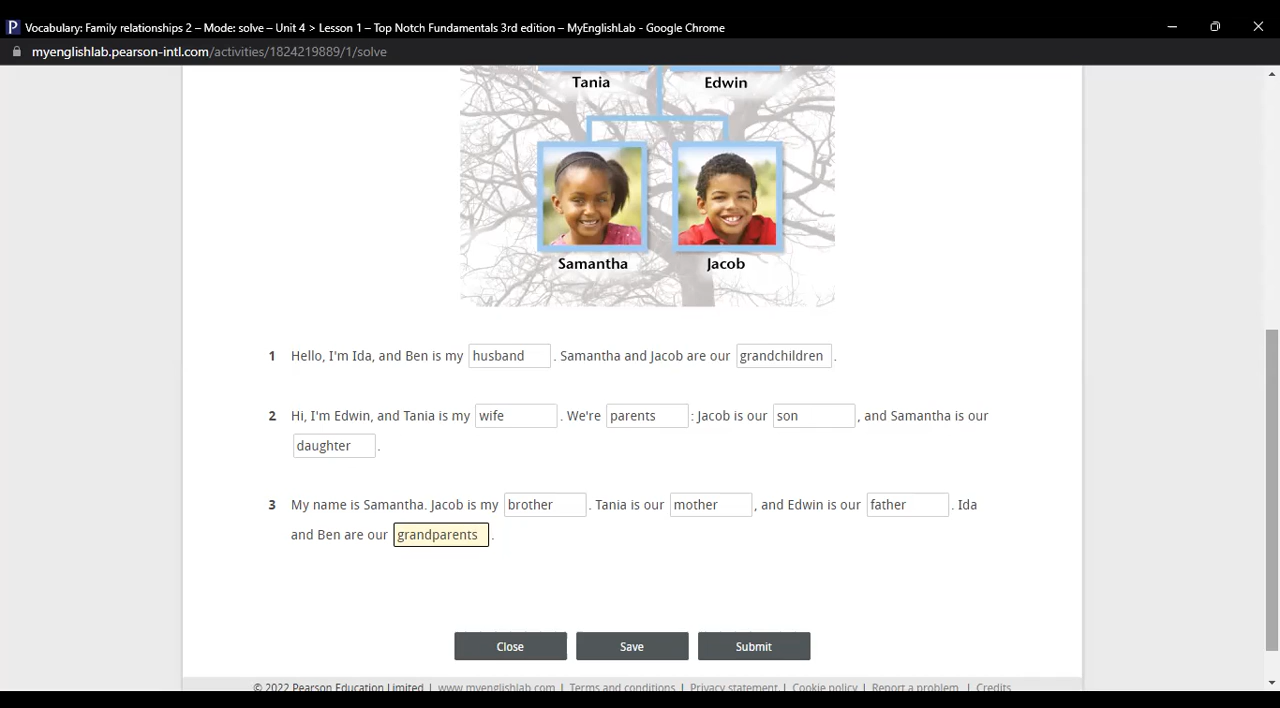 Vocabulary: Family relationships 2 – Mode: solve – Unit 4 > Lesson 1 – Top Notch Fundamentals 3rd edition – MyEnglishLab - Google Chrome
myenglishlab.pearson-intl.com/activities/1824219889/1/solve
Tania Edwin
Samantha Jacob
1 Hello, I'm Ida, and Ben is my husband . Samantha and Jacob are our grandchildren .
2 Hi, I'm Edwin, and Tania is my wife . We're parents : Jacob is our son , and Samantha is our
daughter .
3 My name is Samantha. Jacob is my brother . Tania is our mother , and Edwin is our father . Ida
and Ben are our grandparents .
Close Save Submit
© 2022 Pearson Education Limited | www.myenglishlab.com | Terms and conditions | Privacy statement | Cookie policy | Report a problem | Credits